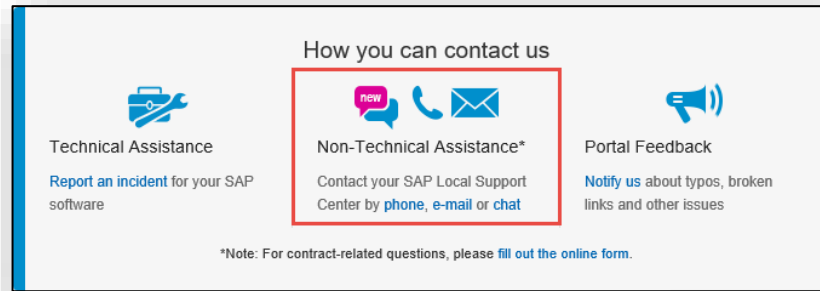 How you can contact us
new
Technical Assistance
Report an incident for your SAP
software
Non-Technical Assistance*
Contact your SAP Local Support
Center by phone, e-mail or chat
Portal Feedback
Notify us about typos, broken
links and other issues
*Note: For contract-related questions, please fill out the online form.